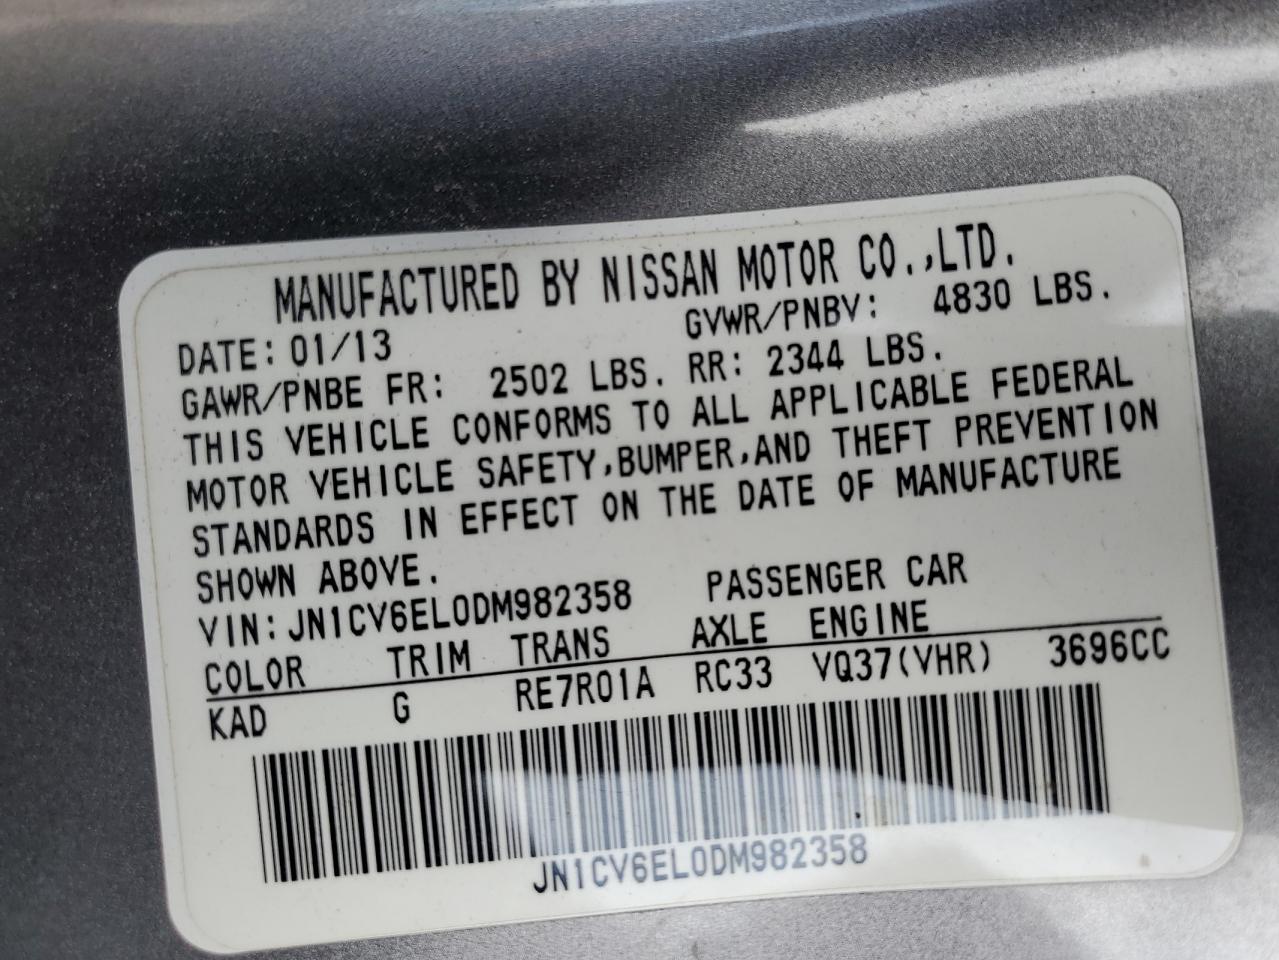 MANUFACTURED BY NISSAN MOTOR CO.,LTD.
DATE: 01/13 GVWR/PNBV: 4830 LBS.
GAWR/PNBE FR: 2502 LBS. RR: 2344 LBS.
THIS VEHICLE CONFORMS TO ALL APPLICABLE FEDERAL
MOTOR VEHICLE SAFETY,BUMPER,AND THEFT PREVENTION
STANDARDS IN EFFECT ON THE DATE OF MANUFACTURE
SHOWN ABOVE.
VIN: JN1CV6EL0DM982358 PASSENGER CAR
COLOR TRIM TRANS AXLE ENGINE
KAD G RE7R01A RC33 VQ37(VHR) 3696CC
JN1CV6EL0DM982358